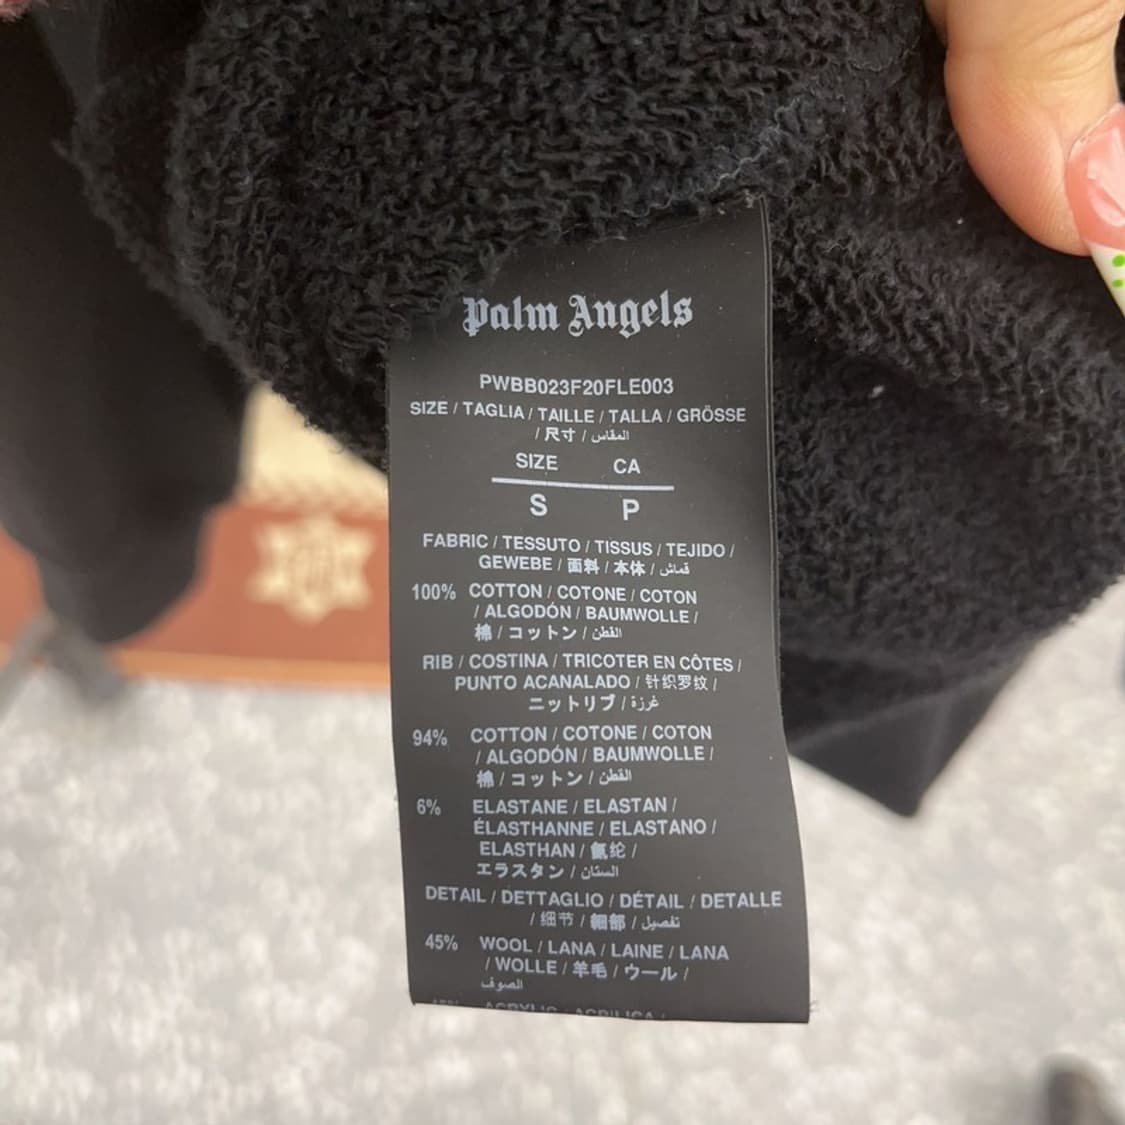 Palm Angels
PWBB023F20FLE003
SIZE / TAGLIA / TAILLE / TALLA / GRÖSSE
/ 尺寸 / المقاس
SIZE CA
S P
FABRIC / TESSUTO / TISSUS / TEJIDO /
GEWEBE / 面料 / 本体 / قماش
100% COTTON / COTONE / COTON
/ ALGODÓN / BAUMWOLLE /
棉 / コットン / القطن
RIB / COSTINA / TRICOTER EN CÔTES /
PUNTO ACANALADO / 针织罗纹 /
ニットリブ / غرزة
94% COTTON / COTONE / COTON
/ ALGODÓN / BAUMWOLLE /
棉 / コットン / القطن
6% ELASTANE / ELASTAN /
ÉLASTHANNE / ELASTANO /
ELASTHAN / 氨纶 /
エラスタン / الستان
DETAIL / DETTAGLIO / DÉTAIL / DETALLE
/ 细节 / 細部 / تفصيل
45% WOOL / LANA / LAINE / LANA
/ WOLLE / 羊毛 / ウール /
الصوف
ACRYLIC ACRILICA /